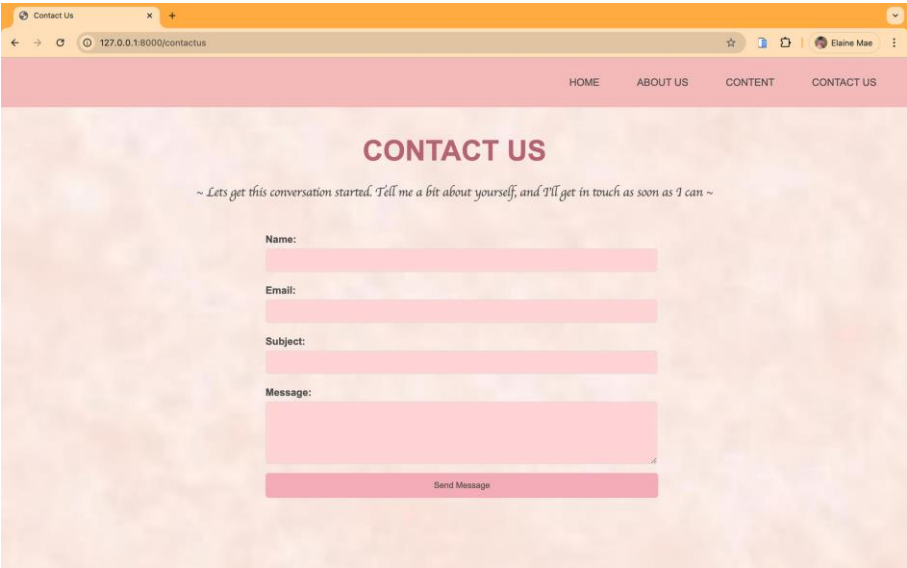 Contact Us
127.0.0.1:8000/contactus
Elaine Mae
HOME ABOUT US CONTENT CONTACT US
CONTACT US
~ Lets get this conversation started. Tell me a bit about yourself, and I'll get in touch as soon as I can ~
Name:
Email:
Subject:
Message:
Send Message